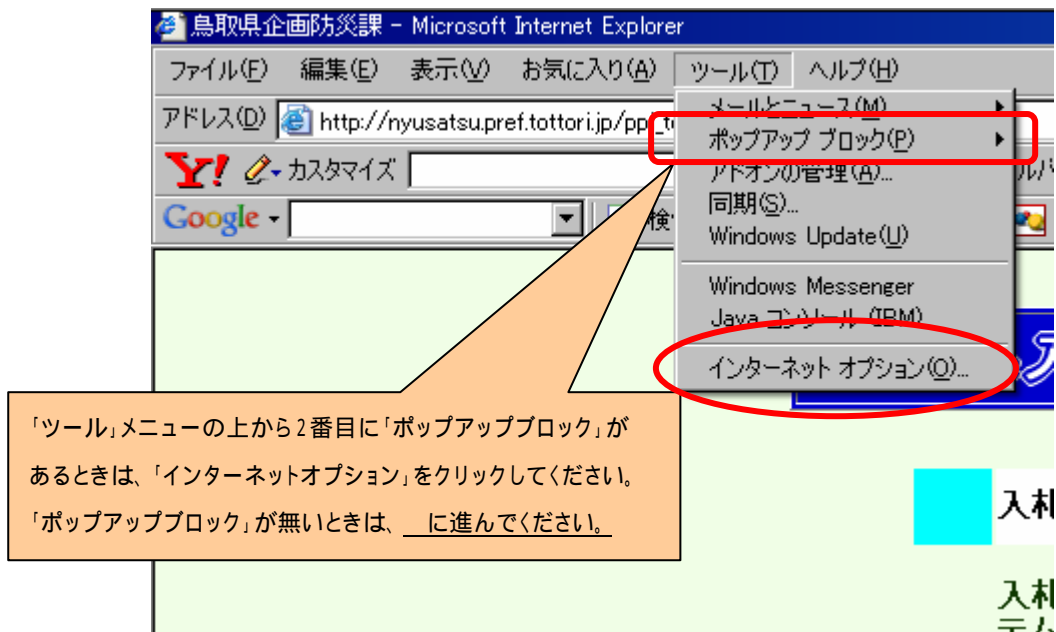 鳥取県企画防災課 - Microsoft Internet Explorer
ファイル(F) 編集(E) 表示(V) お気に入り(A) ツール(T) ヘルプ(H)
アドレス(D) http://nyusatsu.pref.tottori.jp/pp
メールとニュース(M)
ポップアップ ブロック(P)
Y! カスタマイズ
アドオンの管理(A)...
Google 検
同期(S)...
Windows Update(U)
Windows Messenger
Java コンソール (IBM)
インターネット オプション(O)...
「ツール」メニューの上から2番目に「ポップアップブロック」が
あるときは、「インターネットオプション」をクリックしてください。
「ポップアップブロック」が無いときは、 に進んでください。
入札
入札